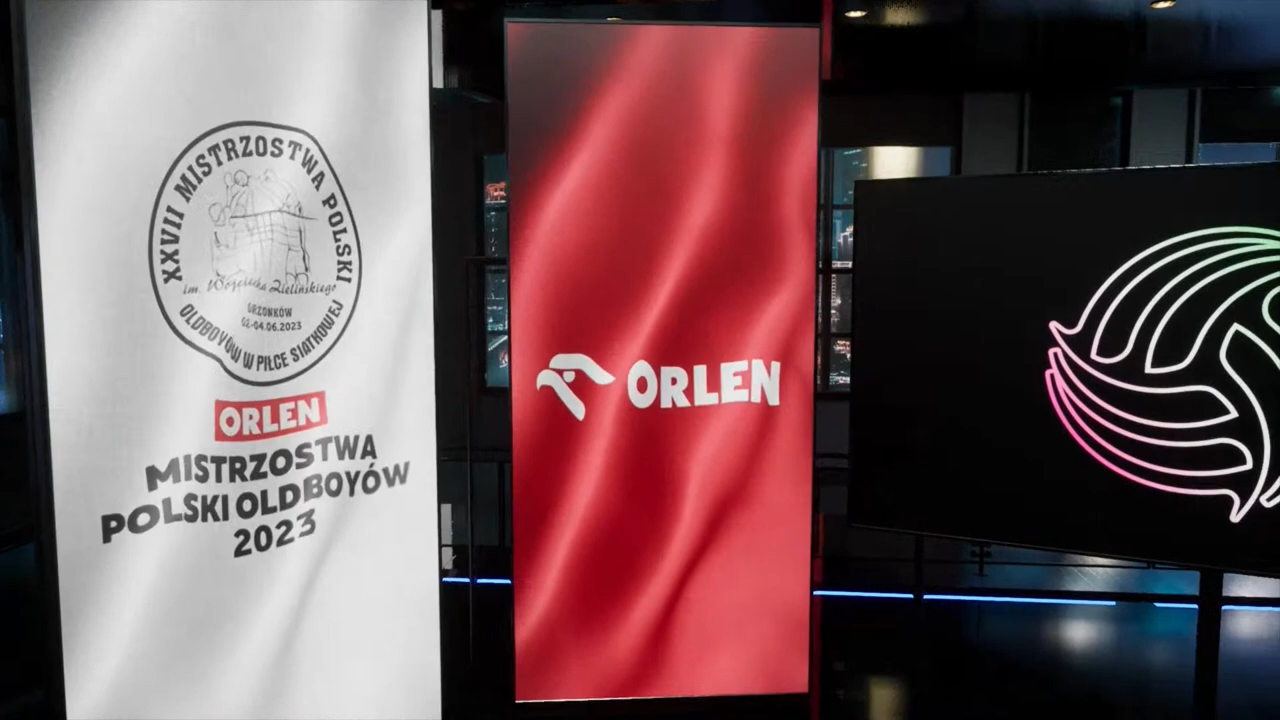 XXVII MISTRZOSTWA POLSKI
im. Wojciecha Zielińskiego
DRZONKÓW
02-04.06.2023
OLDBOYÓW W PIŁCE SIATKOWEJ
ORLEN
MISTRZOSTWA
POLSKI OLDBOYÓW
2023
ORLEN